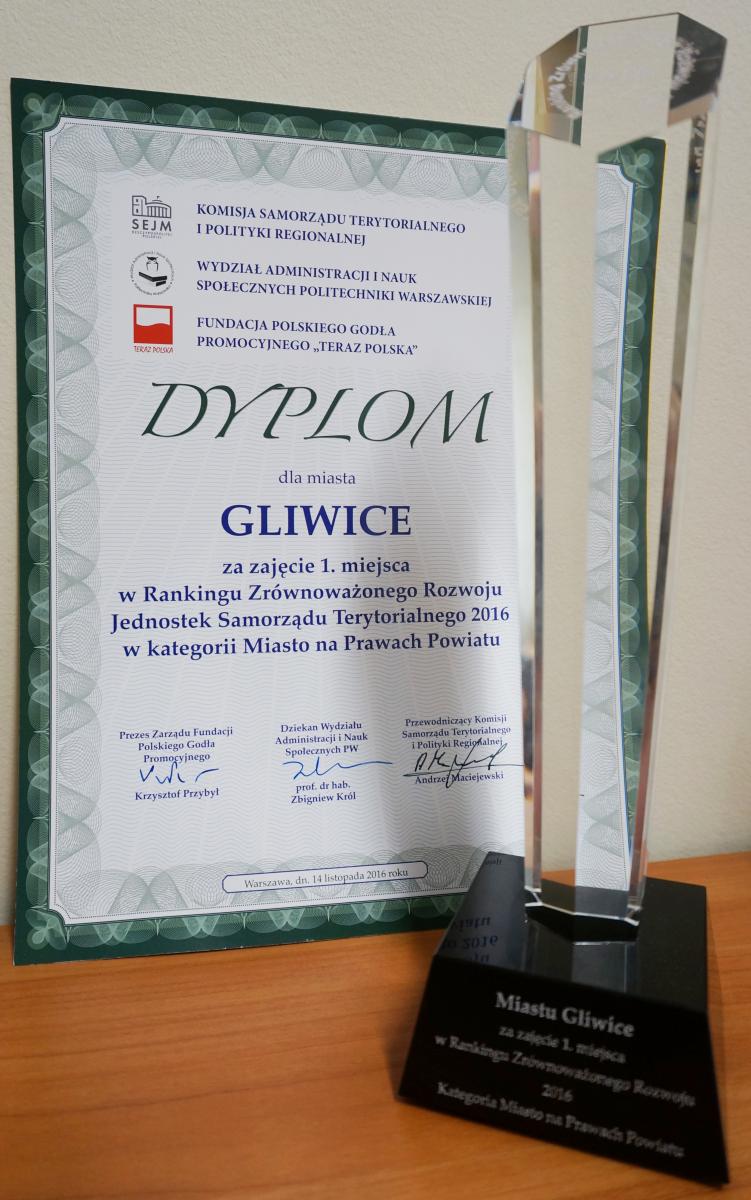 SEJM
RZECZYPOSPOLITEJ
POLSKIEJ
KOMISJA SAMORZĄDU TERYTORIALNEGO
I POLITYKI REGIONALNEJ
WYDZIAŁ ADMINISTRACJI I NAUK
SPOŁECZNYCH POLITECHNIKI WARSZAWSKIEJ
TERAZ POLSKA
FUNDACJA POLSKIEGO GODŁA
PROMOCYJNEGO „TERAZ POLSKA”
DYPLOM
dla miasta
GLIWICE
za zajęcie 1. miejsca
w Rankingu Zrównoważonego Rozwoju
Jednostek Samorządu Terytorialnego 2016
w kategorii Miasto na Prawach Powiatu
Prezes Zarządu Fundacji
Polskiego Godła
Promocyjnego
Krzysztof Przybył
Dziekan Wydziału
Administracji i Nauk
Społecznych PW
prof. dr hab.
Zbigniew Król
Przewodniczący Komisji
Samorządu Terytorialnego
i Polityki Regionalnej
Andrzej Maciejewski
Warszawa, dn. 14 listopada 2016 roku
Miastu Gliwice
za zajęcie 1. miejsca
w Rankingu Zrównoważonego Rozwoju
2016
Kategoria Miasto na Prawach Powiatu